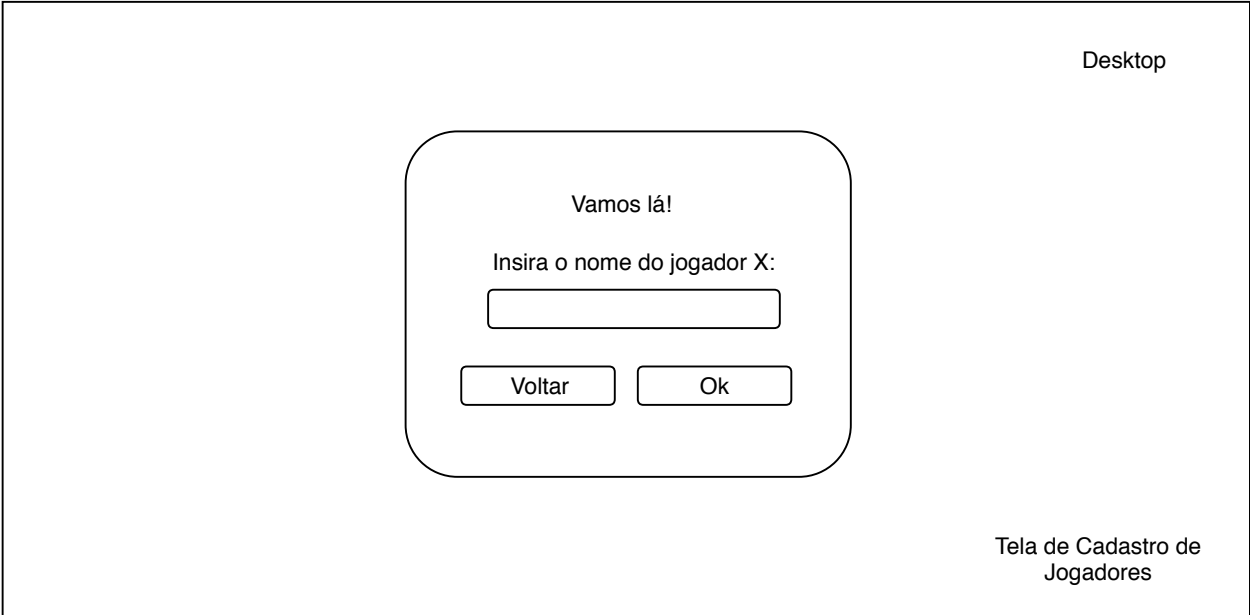 Desktop
Vamos lá!
Insira o nome do jogador X:
Voltar
Ok
Tela de Cadastro de
Jogadores